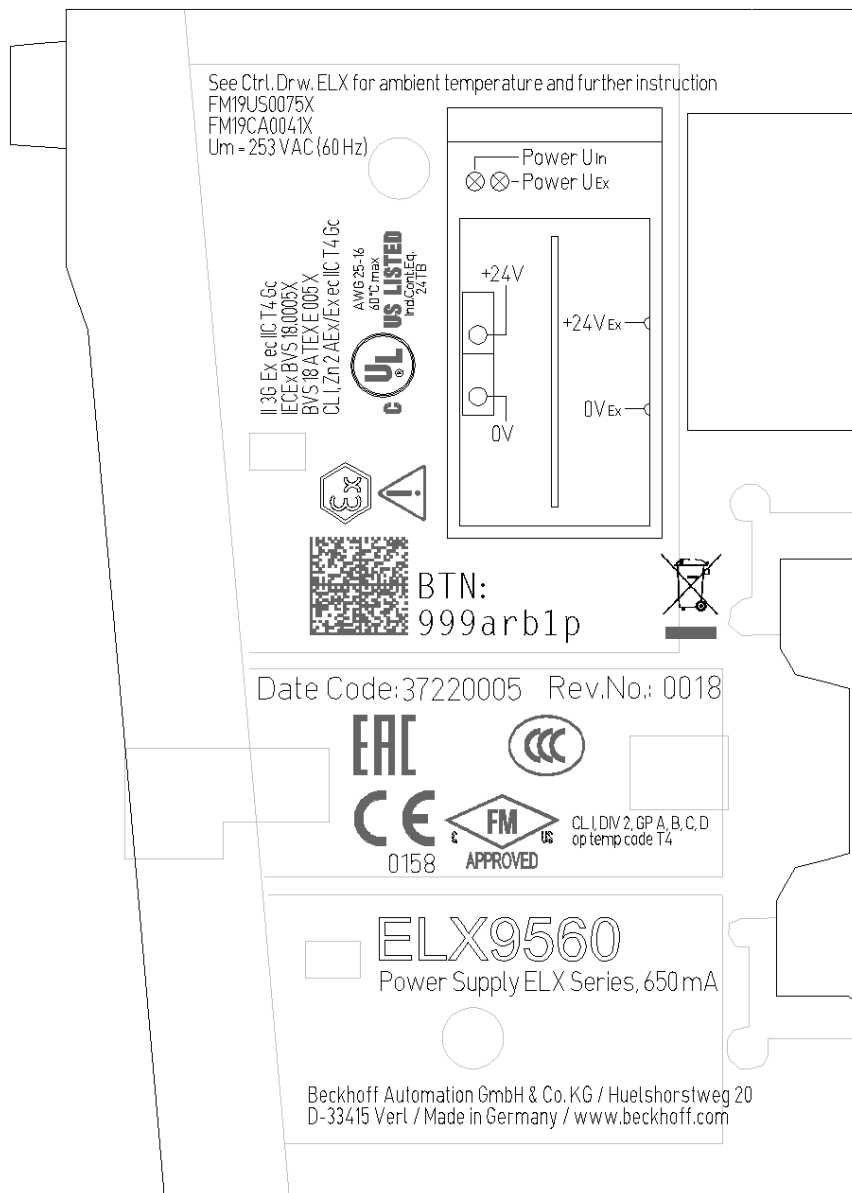 See Ctrl. Drw. ELX for ambient temperature and further instruction
FM19US0075X
FM19CA0041X
Um = 253 VAC (60 Hz)
Power UIn
Power UEx
+24V
0V
+24VEx
0VEx
II 3G Ex ec IIC T4 Gc
IECEx BVS 18.0005X
BVS 18 ATEX E 005 X
CL I, Zn 2 AEx/Ex ec IIC T4 Gc
AWG 25-16
60°C max
C UL ® US LISTED
Ind.Cont.Eq.
24TB
εx
BTN:
999arb1p
Date Code: 37220005 Rev.No.: 0018
EAC
CCC
CE
0158
C FM US
APPROVED
CL I, DIV 2, GP A, B, C, D
op temp code T4
ELX9560
Power Supply ELX Series, 650 mA
Beckhoff Automation GmbH & Co. KG / Huelshorstweg 20
D-33415 Verl / Made in Germany / www.beckhoff.com